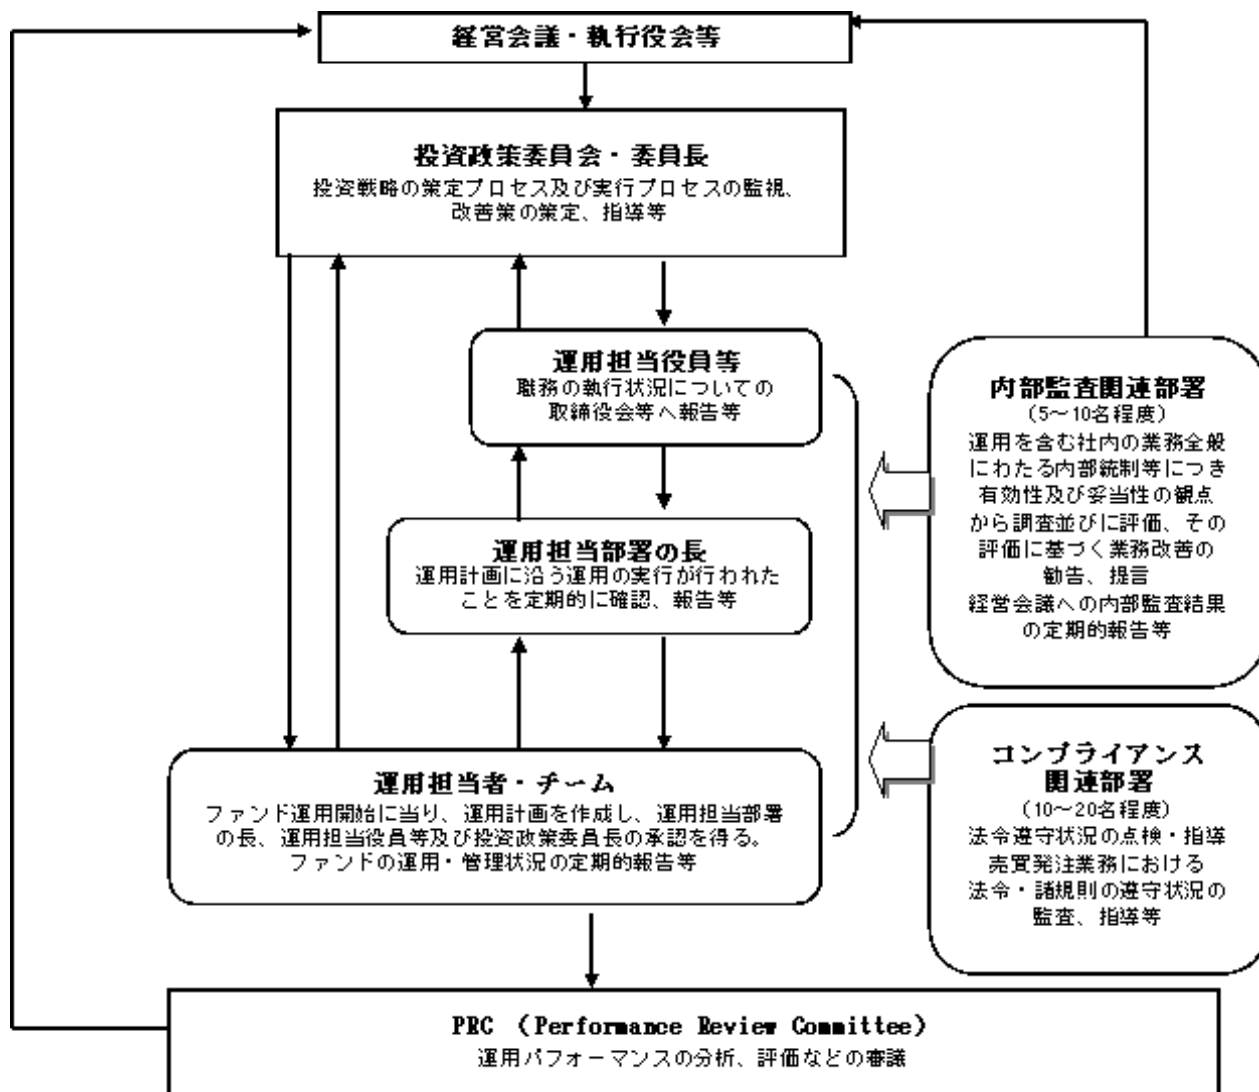 経営会議・執行役会等
投資政策委員会・委員長
投資戦略の策定プロセス及び実行プロセスの監視、
改善策の策定、指導等
運用担当役員等
職務の執行状況についての
取締役会等へ報告等
運用担当部署の長
運用計画に沿う運用の実行が行われた
ことを定期的に確認、報告等
運用担当者・チーム
ファンド運用開始に当り、運用計画を作成し、運用担当部署
の長、運用担当役員等及び投資政策委員長の承認を得る。
ファンドの運用・管理状況の定期的報告等
内部監査関連部署
（5～10名程度）
運用を含む社内の業務全般
にわたる内部統制等につき
有効性及び妥当性の観点
から調査並びに評価、その
評価に基づく業務改善の
勧告、提言
経営会議への内部監査結果
の定期的報告等
コンプライアンス
関連部署
（10～20名程度）
法令遵守状況の点検・指導
売買発注業務における
法令・諸規則の遵守状況の
監査、指導等
PRC （Performance Review Committee）
運用パフォーマンスの分析、評価などの審議